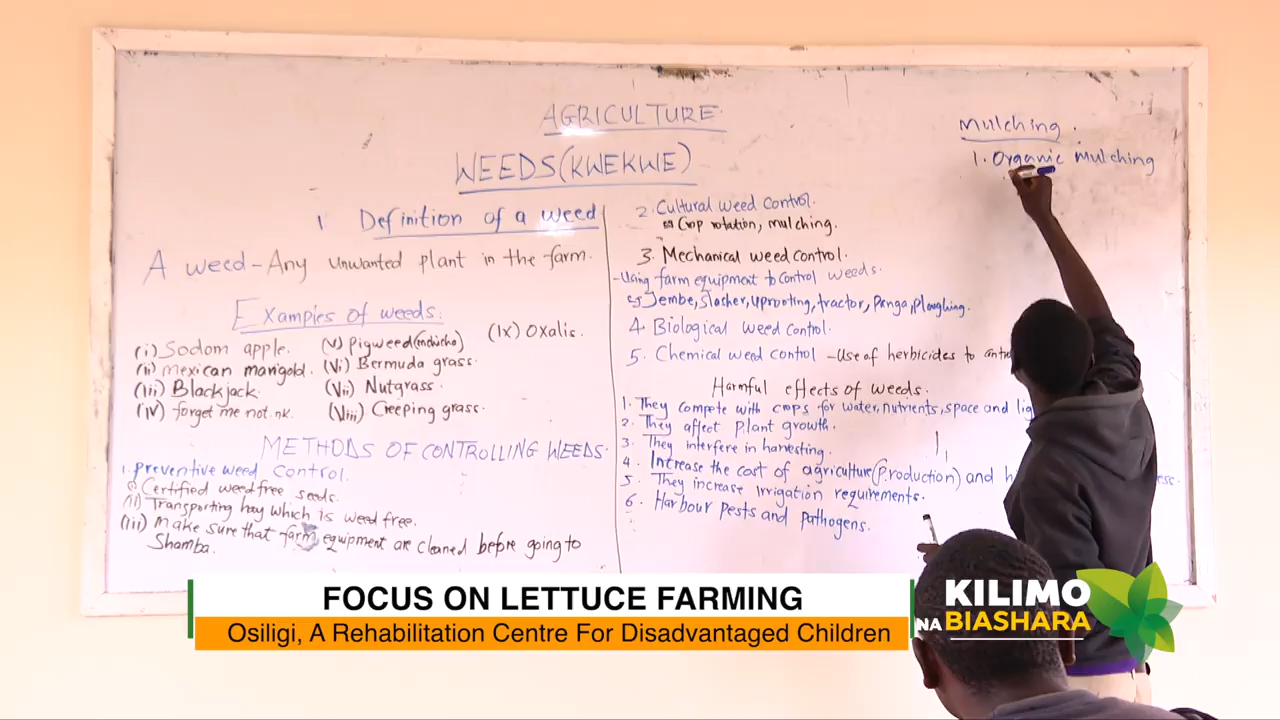 AGRICULTURE
WEEDS(KWEKWE)
1 Definition of a weed
A weed-Any unwanted plant in the farm.
Examples of weeds.
(i) Sodom apple.
(ii) mexican marigold.
(iii) Blackjack.
(iv) forget me not.nk.
(v) Pigweed(mchicha)
(Vi) Bermuda grass.
(Vii) Nutgrass.
(Viii) Creeping grass.
(Ix) Oxalis.
METHODS OF CONTROLLING WEEDS.
1. preventive weed control.
(i) Certified weedfree seeds.
(ii) Transporting hay which is weed free.
(iii) make sure that farm equipment are cleaned before going to
Shamba.
2. Cultural weed control.
Crop rotation, mulching.
3. Mechanical weed control.
-Using farm equipment to control weeds.
eg Jembe, slasher, uprooting, tractor, panga, ploughing.
4. Biological weed control.
5. Chemical weed control -Use of herbicides to
Harmful effects of weeds.
1. They compete with crops for water, nutrients, space and
2. They affect plant growth.
3. They interfere in harvesting.
4. Increase the cost of agriculture(production) and
5. They increase irrigation requirements.
6. Harbour pests and pathogens.
Mulching.
1. Organic mulching
FOCUS ON LETTUCE FARMING
Osiligi, A Rehabilitation Centre For Disadvantaged Children
KILIMO
NA BIASHARA